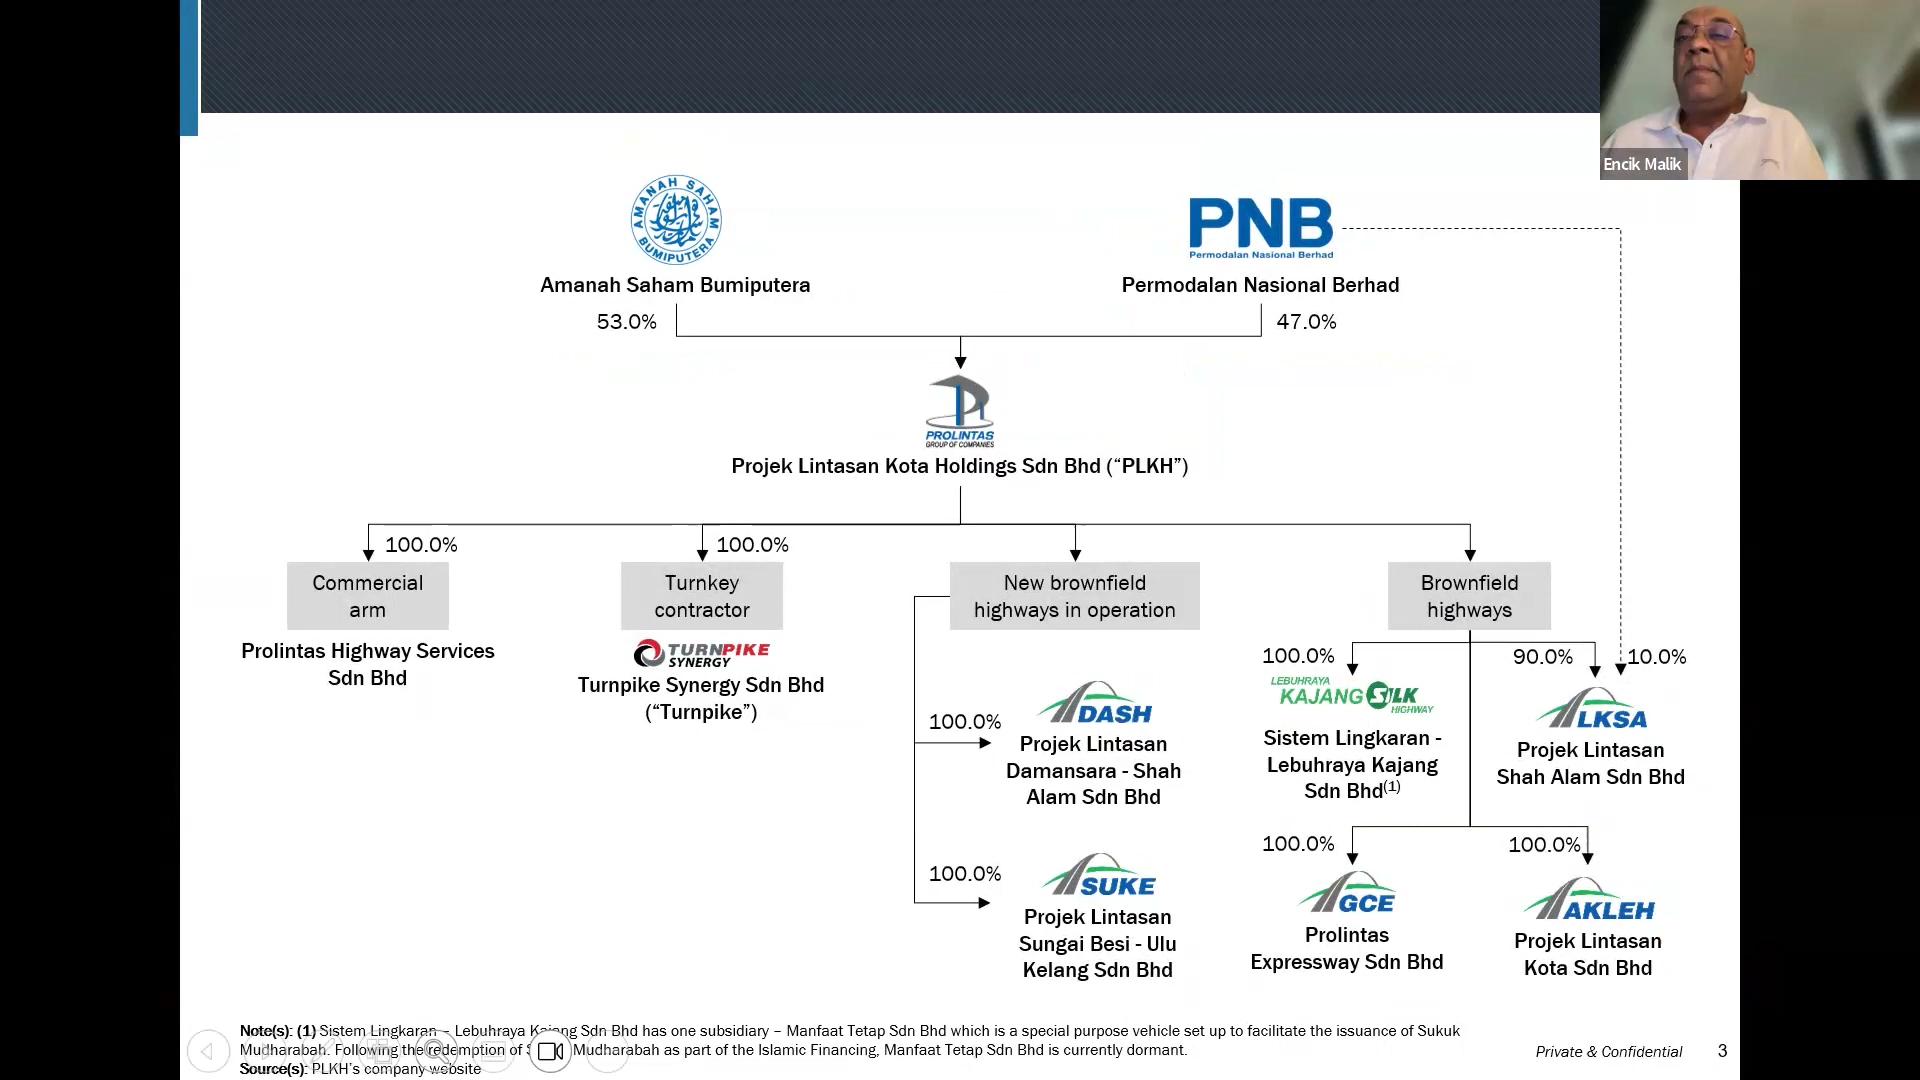 Encik Malik
AMANAH SAHAM
BUMIPUTERA
PNB
Permodalan Nasional Berhad
Amanah Saham Bumiputera
Permodalan Nasional Berhad
53.0%
47.0%
PROLINTAS
GROUP OF COMPANIES
Projek Lintasan Kota Holdings Sdn Bhd (“PLKH”)
100.0%
100.0%
Commercial
arm
Turnkey
contractor
New brownfield
highways in operation
Brownfield
highways
Prolintas Highway Services
Sdn Bhd
TURNPIKE
SYNERGY
Turnpike Synergy Sdn Bhd
(“Turnpike”)
100.0%
DASH
Projek Lintasan
Damansara - Shah
Alam Sdn Bhd
100.0%
SUKE
Projek Lintasan
Sungai Besi - Ulu
Kelang Sdn Bhd
100.0%
LEBUHRAYA
KAJANG SILK
HIGHWAY
Sistem Lingkaran -
Lebuhraya Kajang
Sdn Bhd(1)
90.0%
10.0%
LKSA
Projek Lintasan
Shah Alam Sdn Bhd
100.0%
GCE
Prolintas
Expressway Sdn Bhd
100.0%
AKLEH
Projek Lintasan
Kota Sdn Bhd
Note(s): (1) Sistem Lingkaran – Lebuhraya Kajang Sdn Bhd has one subsidiary – Manfaat Tetap Sdn Bhd which is a special purpose vehicle set up to facilitate the issuance of Sukuk
Mudharabah. Following the redemption of Mudharabah as part of the Islamic Financing, Manfaat Tetap Sdn Bhd is currently dormant.
Source(s): PLKH's company website
Private & Confidential 3